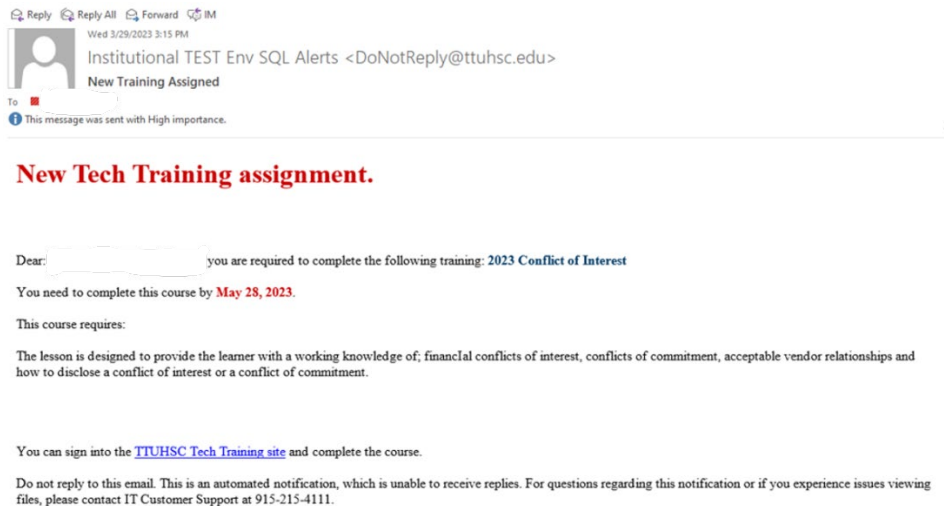 Reply Reply All Forward IM
Wed 3/29/2023 3:15 PM
Institutional TEST Env SQL Alerts <DoNotReply@ttuhsc.edu>
New Training Assigned
To
This message was sent with High importance.
New Tech Training assignment.
Dear: you are required to complete the following training: 2023 Conflict of Interest
You need to complete this course by May 28, 2023.
This course requires:
The lesson is designed to provide the learner with a working knowledge of; financIal conflicts of interest, conflicts of commitment, acceptable vendor relationships and
how to disclose a conflict of interest or a conflict of commitment.
You can sign into the TTUHSC Tech Training site and complete the course.
Do not reply to this email. This is an automated notification, which is unable to receive replies. For questions regarding this notification or if you experience issues viewing
files, please contact IT Customer Support at 915-215-4111.